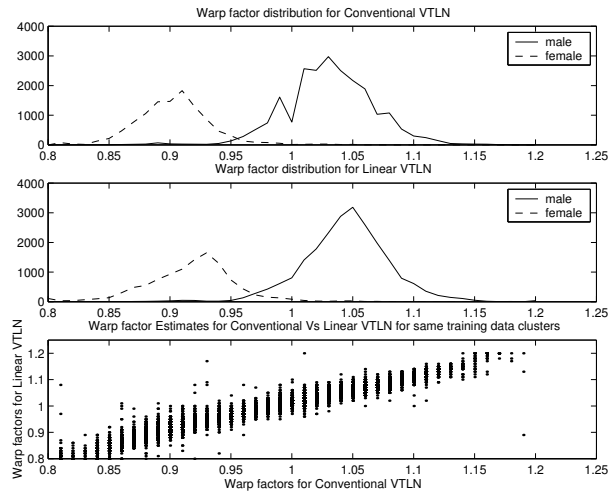 Warp factor distribution for Conventional VTLN
4000
3000
2000
1000
0
male
female
0.8 0.85 0.9 0.95 1 1.05 1.1 1.15 1.2 1.25
Warp factor distribution for Linear VTLN
4000
3000
2000
1000
0
male
female
0.8 0.85 0.9 0.95 1 1.05 1.1 1.15 1.2 1.25
Warp factor Estimates for Conventional Vs Linear VTLN for same training data clusters
Warp factors for Linear VTLN
1.2
1.1
1
0.9
0.8
0.8 0.85 0.9 0.95 1 1.05 1.1 1.15 1.2 1.25
Warp factors for Conventional VTLN